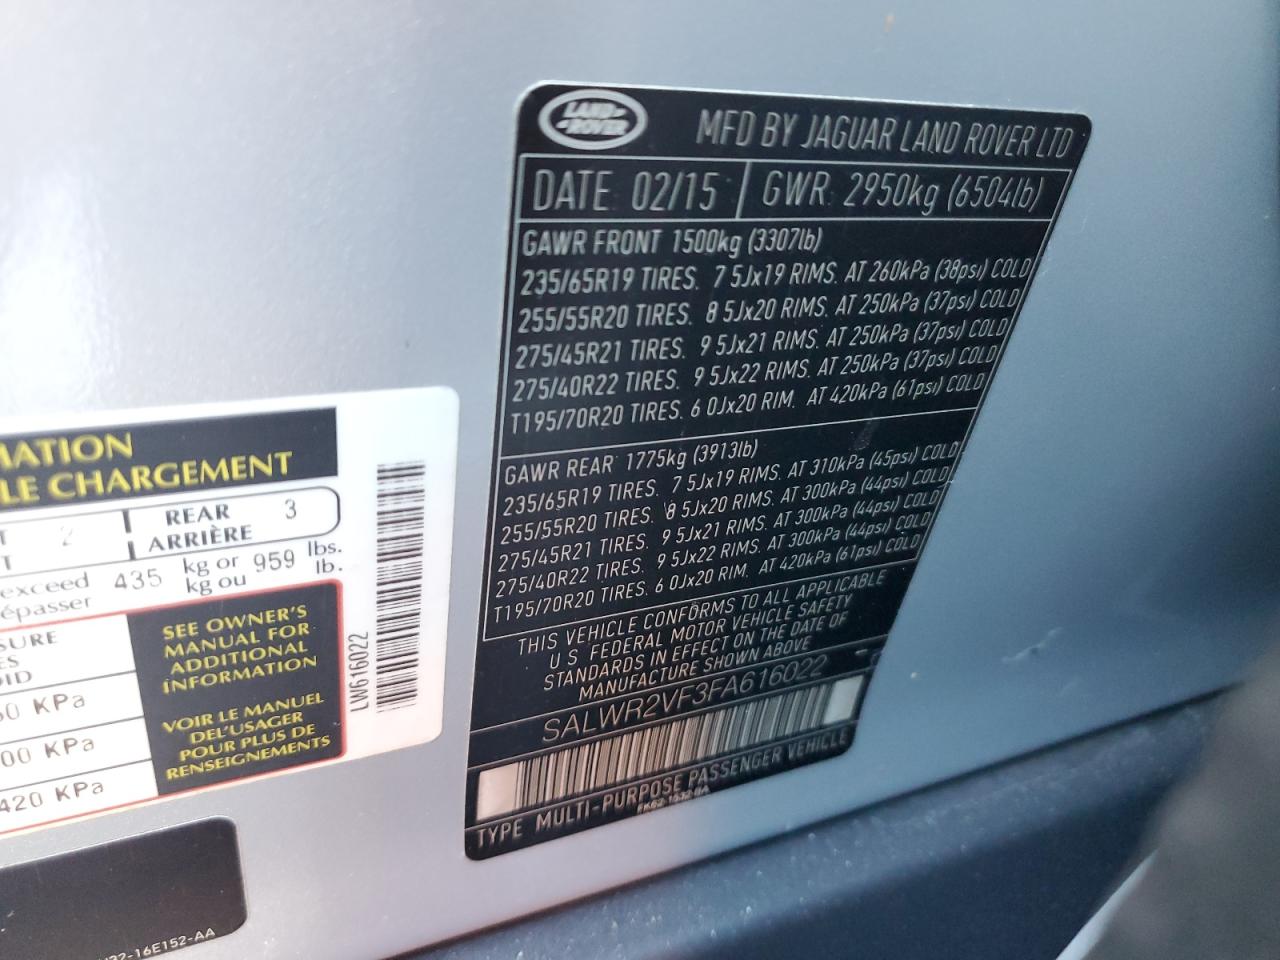 LAND-
-ROVER
MFD BY JAGUAR LAND ROVER LTD
DATE 02/15 GWR 2950kg (6504lb)
GAWR FRONT 1500kg (3307lb)
235/65R19 TIRES. 7 5Jx19 RIMS. AT 260kPa (38psi) COLD
255/55R20 TIRES. 8 5Jx20 RIMS. AT 250kPa (37psi) COLD
275/45R21 TIRES. 9 5Jx21 RIMS. AT 250kPa (37psi) COLD
275/40R22 TIRES. 9 5Jx22 RIMS. AT 250kPa (37psi) COLD
T195/70R20 TIRES. 6 0Jx20 RIM. AT 420kPa (61psi) COLD
GAWR REAR 1775kg (3913lb)
235/65R19 TIRES. 7 5Jx19 RIMS. AT 310kPa (45psi) COLD
255/55R20 TIRES. 8 5Jx20 RIMS. AT 300kPa (44psi) COLD
275/45R21 TIRES. 9 5Jx21 RIMS. AT 300kPa (44psi) COLD
275/40R22 TIRES. 9 5Jx22 RIMS. AT 300kPa (44psi) COLD
T195/70R20 TIRES. 6 0Jx20 RIM. AT 420kPa (61psi) COLD
THIS VEHICLE CONFORMS TO ALL APPLICABLE
U S FEDERAL MOTOR VEHICLE SAFETY
STANDARDS IN EFFECT ON THE DATE OF
MANUFACTURE SHOWN ABOVE
SALWR2VF3FA616022
TYPE MULTI-PURPOSE PASSENGER VEHICLE
MATION
LE CHARGEMENT
T 2 REAR 3
T ARRIÈRE
exceed 435 kg or 959 lbs.
épasser kg ou lb.
SURE
ES
OID
50 KPa
00 KPa
420 KPa
SEE OWNER'S
MANUAL FOR
ADDITIONAL
INFORMATION
VOIR LE MANUEL
DEL'USAGER
POUR PLUS DE
RENSEIGNEMENTS
LW616022
32-16E152-AA